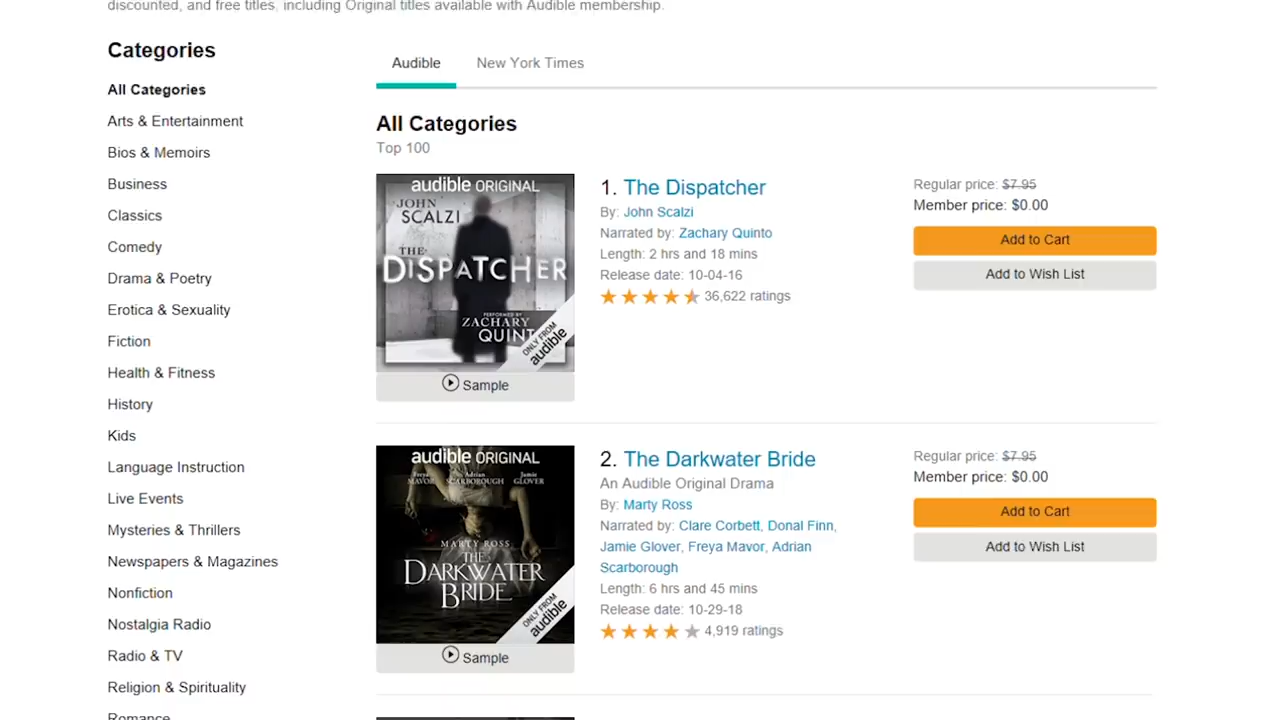 discounted, and free titles, including Original titles available with Audible membership.
Categories
All Categories
Arts & Entertainment
Bios & Memoirs
Business
Classics
Comedy
Drama & Poetry
Erotica & Sexuality
Fiction
Health & Fitness
History
Kids
Language Instruction
Live Events
Mysteries & Thrillers
Newspapers & Magazines
Nonfiction
Nostalgia Radio
Radio & TV
Religion & Spirituality
Romance
Audible New York Times
All Categories
Top 100
audible ORIGINAL
JOHN
SCALZI
THE
DISPATCHER
PERFORMED BY
ZACHARY
ONLY FROM
audible
Sample
1. The Dispatcher
By: John Scalzi
Narrated by: Zachary Quinto
Length: 2 hrs and 18 mins
Release date: 10-04-16
36,622 ratings
Regular price: $7.95
Member price: $0.00
Add to Cart
Add to Wish List
audible ORIGINAL
Freya Adrian Jamie
MAVOR SCARBOROUGH GLOVER
MARTY ROSS
THE
DARKWATER
BRIDE
ONLY FROM
audible
Sample
2. The Darkwater Bride
An Audible Original Drama
By: Marty Ross
Narrated by: Clare Corbett, Donal Finn,
Jamie Glover, Freya Mavor, Adrian
Scarborough
Length: 6 hrs and 45 mins
Release date: 10-29-18
4,919 ratings
Regular price: $7.95
Member price: $0.00
Add to Cart
Add to Wish List